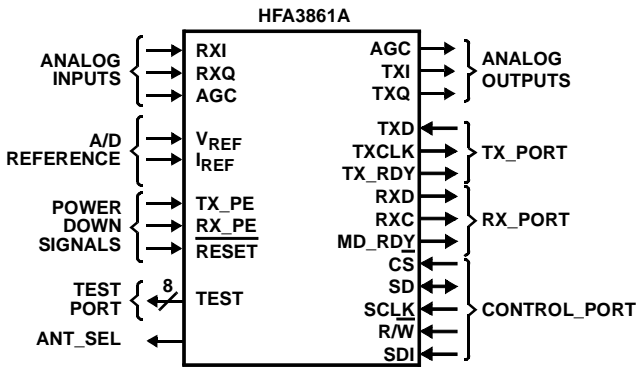 HFA3861A
ANALOG
INPUTS
RXI
RXQ
AGC
A/D
REFERENCE
VREF
IREF
POWER
DOWN
SIGNALS
TX_PE
RX_PE
RESET
TEST
PORT
8
TEST
ANT_SEL
AGC
TXI
TXQ
ANALOG
OUTPUTS
TXD
TXCLK
TX_RDY
TX_PORT
RXD
RXC
MD_RDY
RX_PORT
CS
SD
SCLK
R/W
SDI
CONTROL_PORT